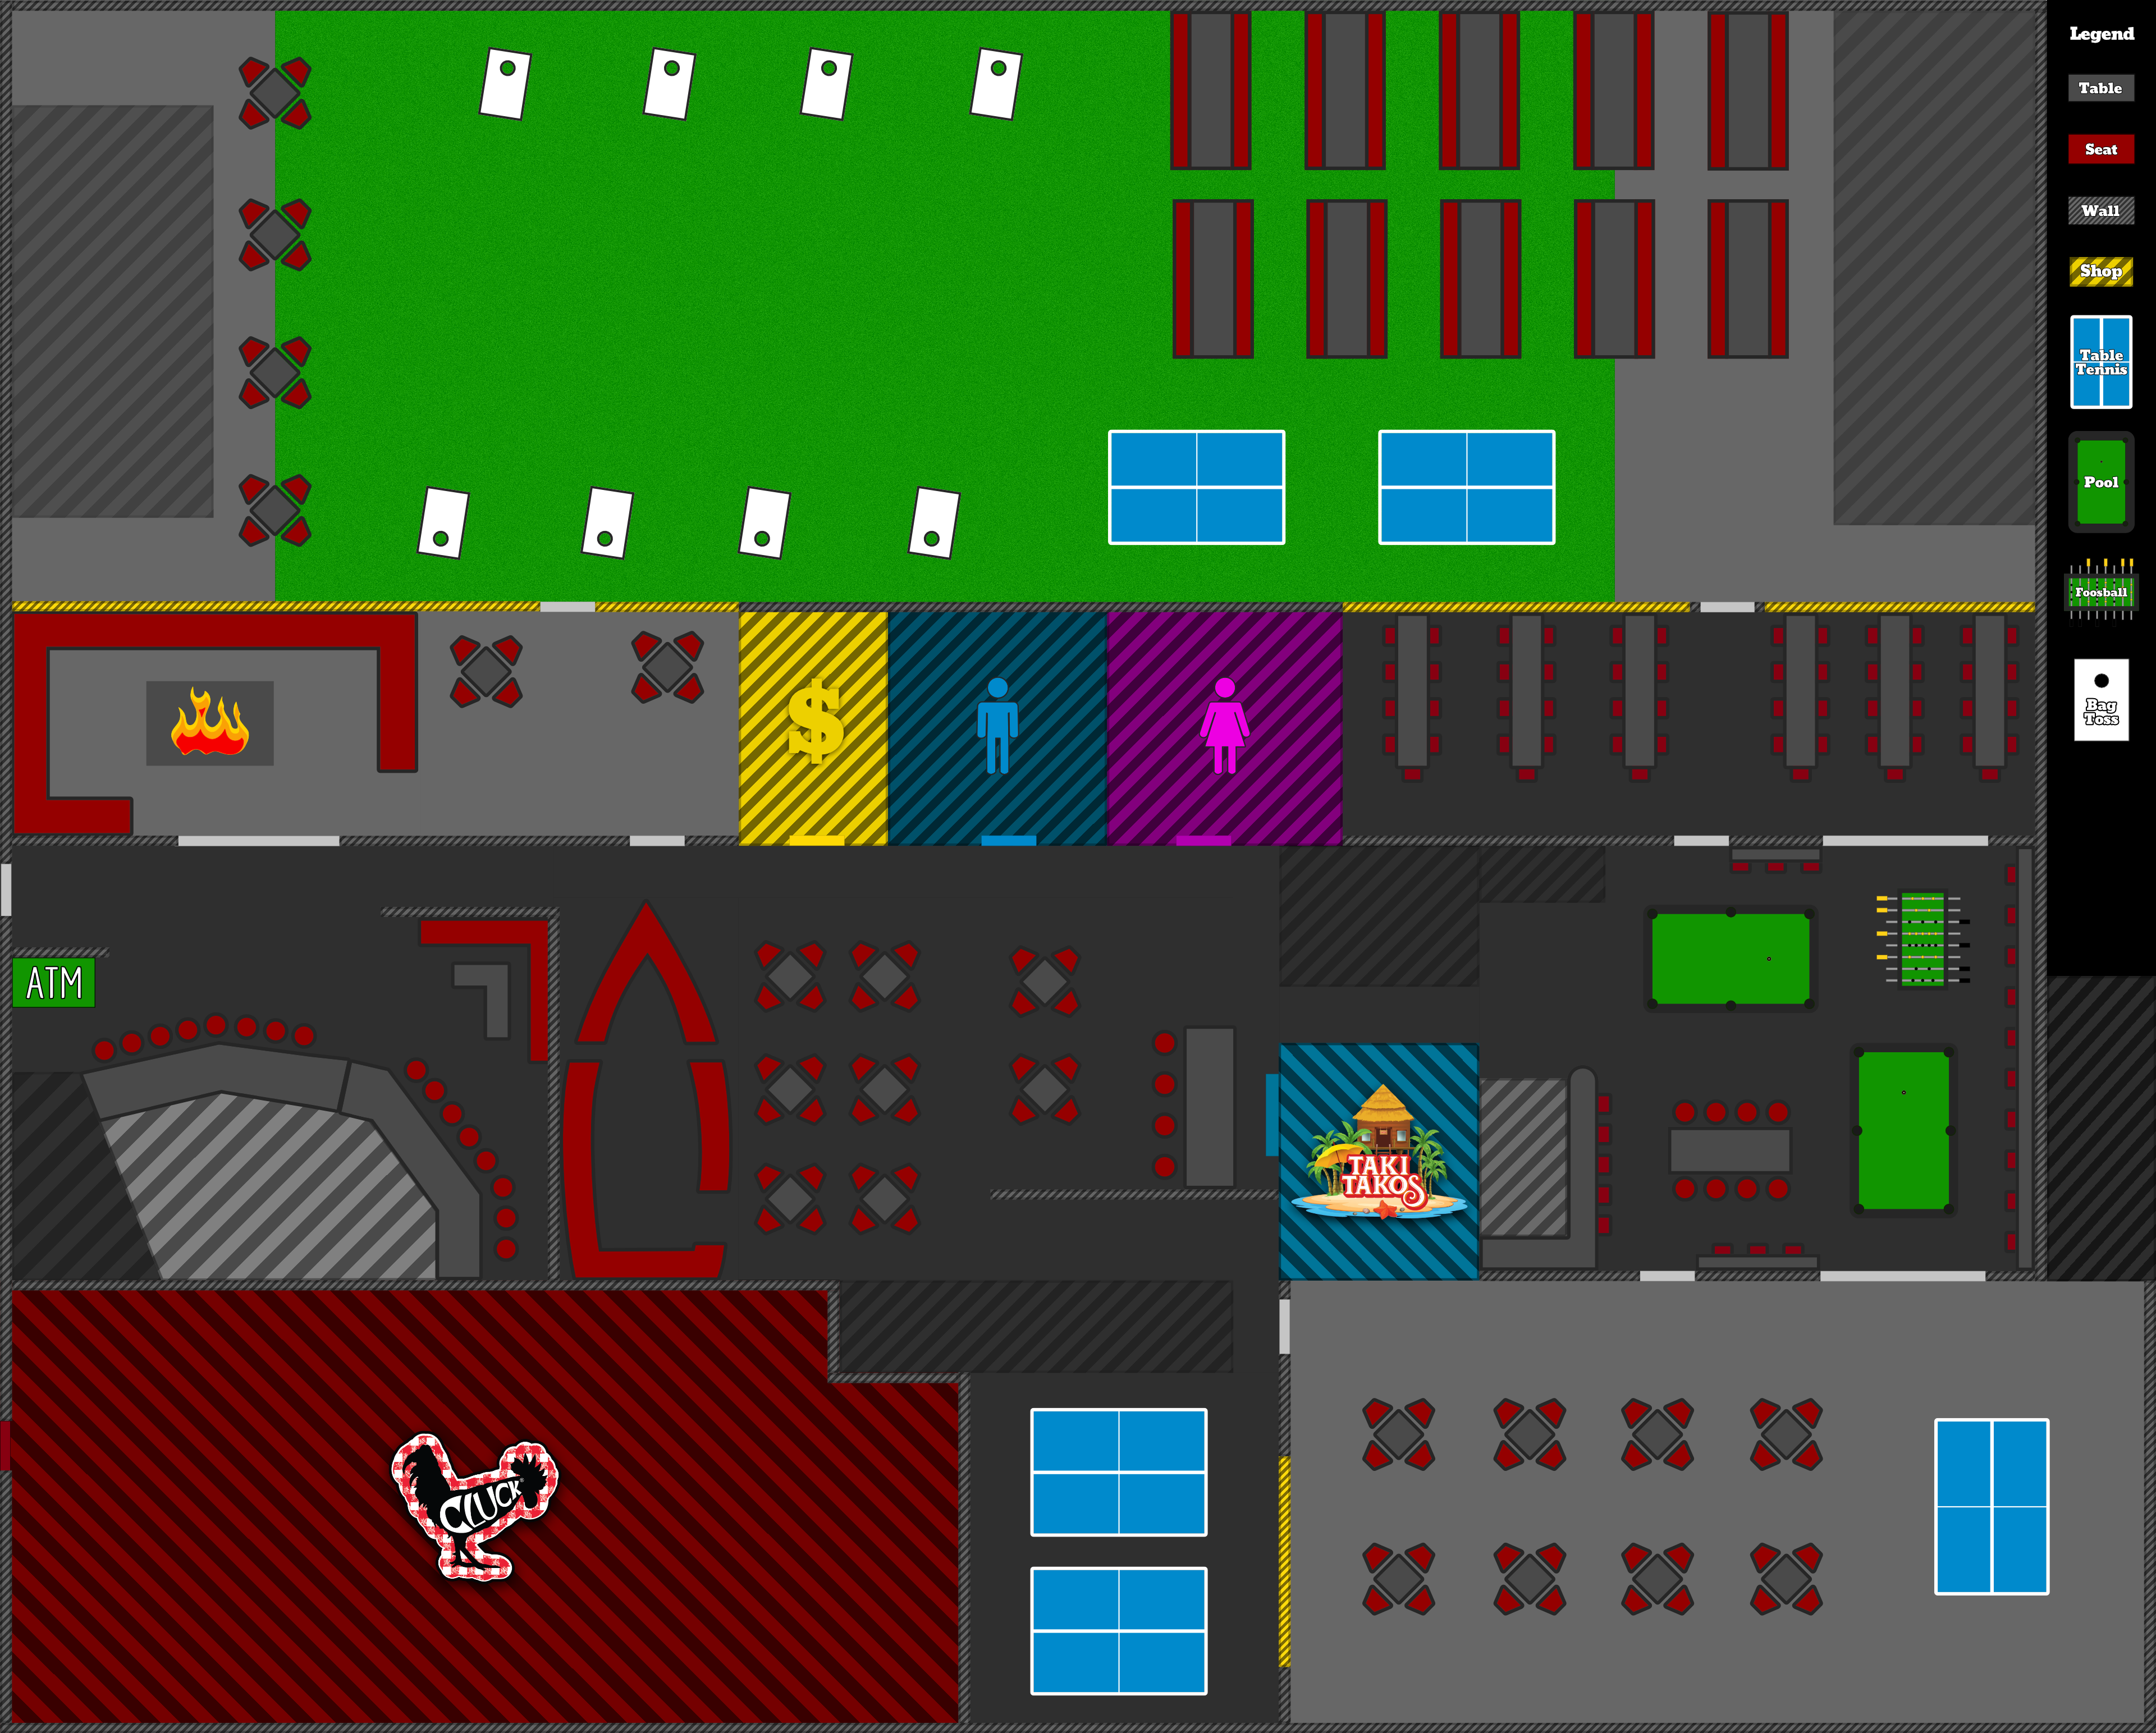 Legend
Table
Seat
Wall
Shop
Table
Tennis
Pool
Foosball
Bag
Toss
$
ATM
TAKI
TAKOS
CLUCK